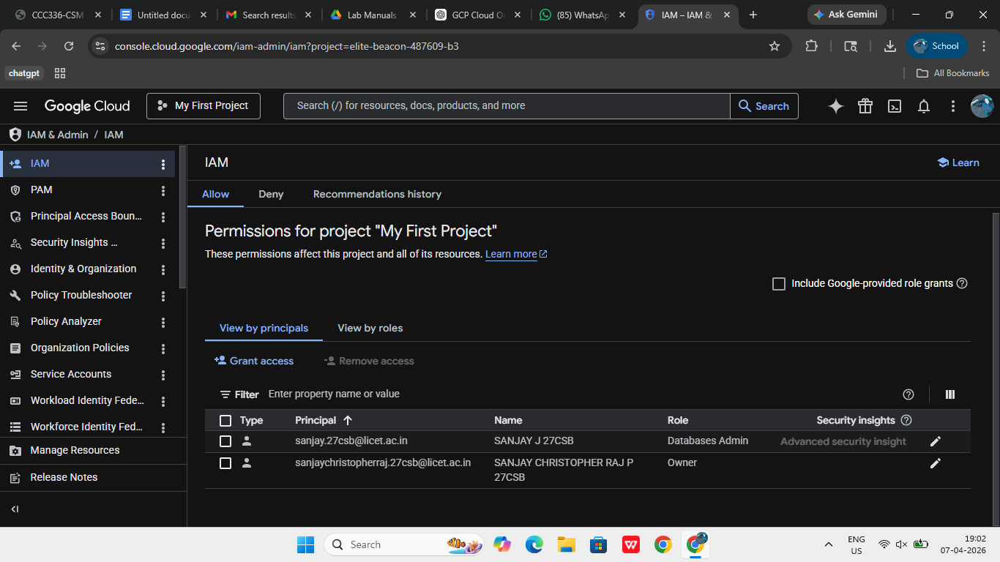 CCC336-CSM
Untitled docu
Search results
Lab Manuals
GCP Cloud O
(85) WhatsAp
IAM – IAM &
Ask Gemini
console.cloud.google.com/iam-admin/iam?project=elite-beacon-487609-b3
School
chatgpt
All Bookmarks
Google Cloud
My First Project
Search (/) for resources, docs, products, and more
Search
IAM & Admin / IAM
IAM
PAM
Principal Access Boun...
Security Insights ...
Identity & Organization
Policy Troubleshooter
Policy Analyzer
Organization Policies
Service Accounts
Workload Identity Fede...
Workforce Identity Fed...
Manage Resources
Release Notes
IAM
Learn
Allow
Deny
Recommendations history
Permissions for project "My First Project"
These permissions affect this project and all of its resources. Learn more
Include Google-provided role grants
View by principals
View by roles
Grant access
Remove access
Filter Enter property name or value
Type Principal Name Role Security insights
sanjay.27csb@licet.ac.in SANJAY J 27CSB Databases Admin Advanced security insight
sanjaychristopherraj.27csb@licet.ac.in SANJAY CHRISTOPHER RAJ P Owner
27CSB
Search
ENG
US
19:02
07-04-2026